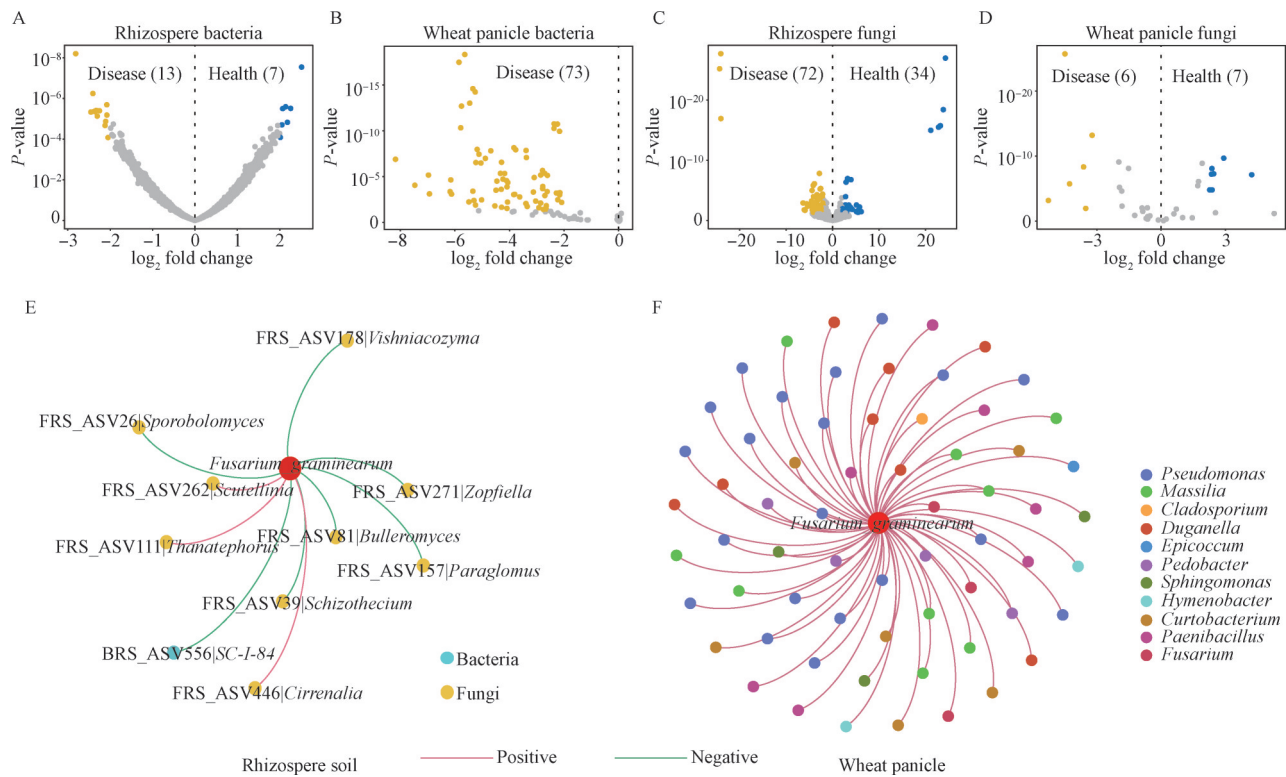 A
Rhizospere bacteria
P-value
10⁻⁸
10⁻⁶
10⁻⁴
10⁻²
0
Disease (13)
Health (7)
−3
−2
−1
0
1
2
log₂ fold change
B
Wheat panicle bacteria
P-value
10⁻¹⁵
10⁻¹⁰
10⁻⁵
0
Disease (73)
−8
−6
−4
−2
0
log₂ fold change
C
Rhizospere fungi
P-value
10⁻²⁰
10⁻¹⁰
0
Disease (72)
Health (34)
−20
−10
0
10
20
log₂ fold change
D
Wheat panicle fungi
P-value
10⁻²⁰
10⁻¹⁰
0
Disease (6)
Health (7)
−3
0
3
log₂ fold change
E
FRS_ASV178|Vishniacozyma
FRS_ASV26|Sporobolomyces
Fusarium graminearum
FRS_ASV262|Scutellinia
FRS_ASV271|Zopfiella
FRS_ASV111|Thanatephorus
FRS_ASV81|Bulleromyces
FRS_ASV157|Paraglomus
FRS_ASV39|Schizothecium
BRS_ASV556|SC-I-84
FRS_ASV446|Cirrenalia
Bacteria
Fungi
Rhizospere soil
Positive
Negative
F
Fusarium graminearum
Pseudomonas
Massilia
Cladosporium
Duganella
Epicoccum
Pedobacter
Sphingomonas
Hymenobacter
Curtobacterium
Paenibacillus
Fusarium
Wheat panicle